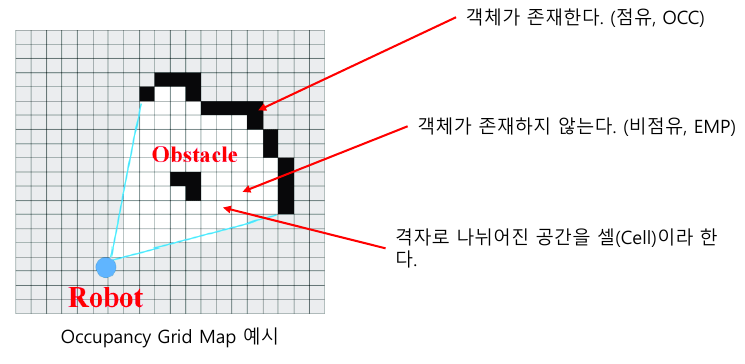 객체가 존재한다. (점유, OCC)
객체가 존재하지 않는다. (비점유, EMP)
Obstacle
격자로 나뉘어진 공간을 셀(Cell)이라 한
다.
Robot
Occupancy Grid Map 예시